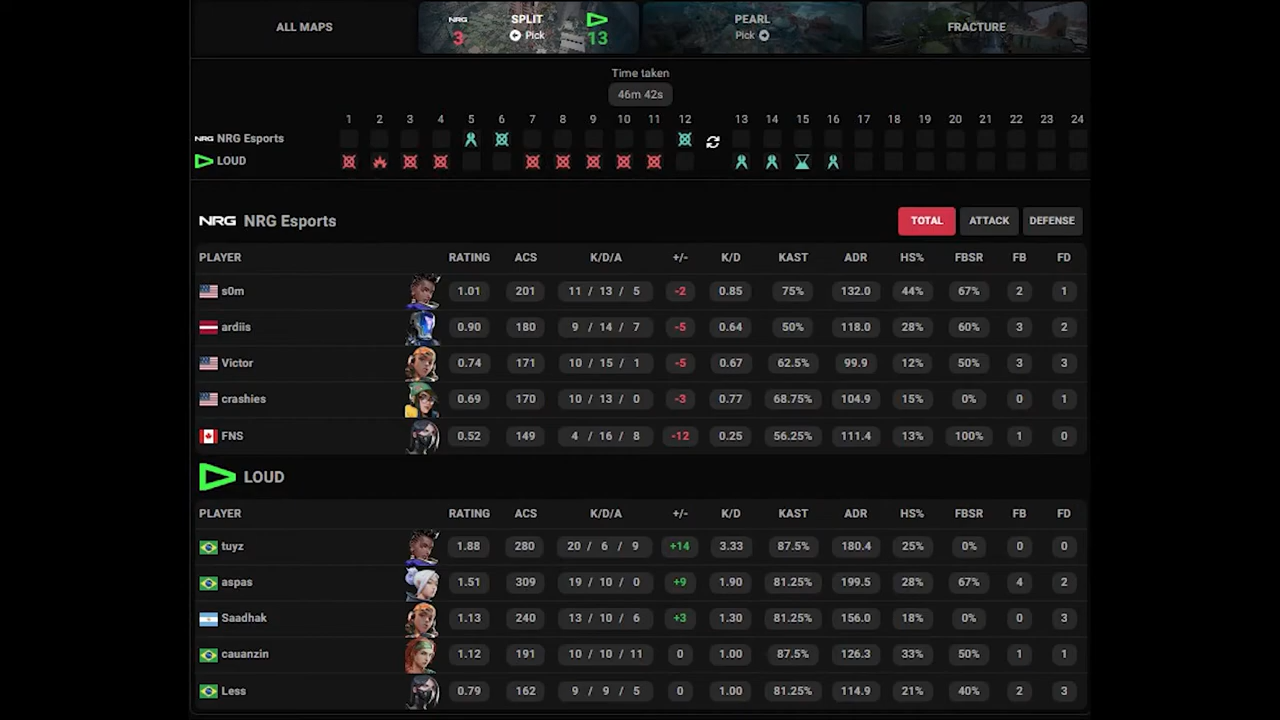 ALL MAPS NRG 3 SPLIT Pick 13 PEARL Pick FRACTURE
Time taken
46m 42s
1 2 3 4 5 6 7 8 9 10 11 12 13 14 15 16 17 18 19 20 21 22 23 24
NRG NRG Esports
LOUD
NRG NRG Esports TOTAL ATTACK DEFENSE
PLAYER RATING ACS K/D/A +/- K/D KAST ADR HS% FBSR FB FD
s0m 1.01 201 11 / 13 / 5 -2 0.85 75% 132.0 44% 67% 2 1
ardiis 0.90 180 9 / 14 / 7 -5 0.64 50% 118.0 28% 60% 3 2
Victor 0.74 171 10 / 15 / 1 -5 0.67 62.5% 99.9 12% 50% 3 3
crashies 0.69 170 10 / 13 / 0 -3 0.77 68.75% 104.9 15% 0% 0 1
FNS 0.52 149 4 / 16 / 8 -12 0.25 56.25% 111.4 13% 100% 1 0
LOUD
PLAYER RATING ACS K/D/A +/- K/D KAST ADR HS% FBSR FB FD
tuyz 1.88 280 20 / 6 / 9 +14 3.33 87.5% 180.4 25% 0% 0 0
aspas 1.51 309 19 / 10 / 0 +9 1.90 81.25% 199.5 28% 67% 4 2
Saadhak 1.13 240 13 / 10 / 6 +3 1.30 81.25% 156.0 18% 0% 0 3
cauanzin 1.12 191 10 / 10 / 11 0 1.00 87.5% 126.3 33% 50% 1 1
Less 0.79 162 9 / 9 / 5 0 1.00 81.25% 114.9 21% 40% 2 3